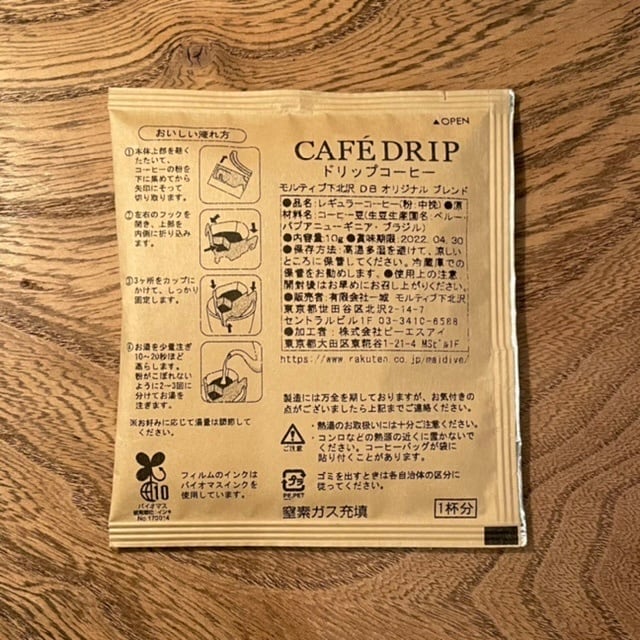 ▲OPEN
おいしい淹れ方
①本体上部を軽く
たたいて、
コーヒーの粉を
下に集めてから
矢印にそって
切り取ります。
②左右のフックを
開き、上部を
内側に折り込み
ます。
③3ヶ所をカップに
かけて、しっかり
固定します。
④お湯を少量注ぎ
10〜20秒ほど
蒸らします。
粉がこぼれない
ように2〜3回に
分けてお湯を
注ぎます。
※お好みに応じて湯量は調節して
ください。
バイオマス
No.170014
フィルムのインクは
バイオマスインクを
使用しています。
CAFÉ DRIP
ドリップコーヒー
モルティブ下北沢 DB オリジナル ブレンド
●品名:レギュラーコーヒー(粉:中挽)●原
材料名:コーヒー豆(生豆生産国名:ペルー・
パプアニューギニア・ブラジル)
●内容量:10g ●賞味期限:2022.04.30
●保存方法:高温多湿を避けて、涼しい
ところに保管してください。冷蔵庫での
保管をお勧めします。●使用上の注意
開封後はお早めにお召し上がりください。
●販売者:有限会社一城 モルティブ下北沢
東京都世田谷区北沢2-14-7
セントラルビル1F 03-3410-6588
●加工者:株式会社ピーエスアイ
東京都大田区東糀谷1-21-4 MSビル1F
https://www.rakuten.co.jp/maldive/
製造には万全を期しておりますが、お気付きの
点がございましたら上記までご連絡ください。
ご注意
・熱湯のお取扱いには十分ご注意ください。
・コンロなどの熱源の近くに置かないで
ください。コーヒーバッグが袋に
貼り付くことがあります。
プラ
PE,PET
ゴミを出すときは各自治体の区分に
従ってください。
窒素ガス充填
1杯分